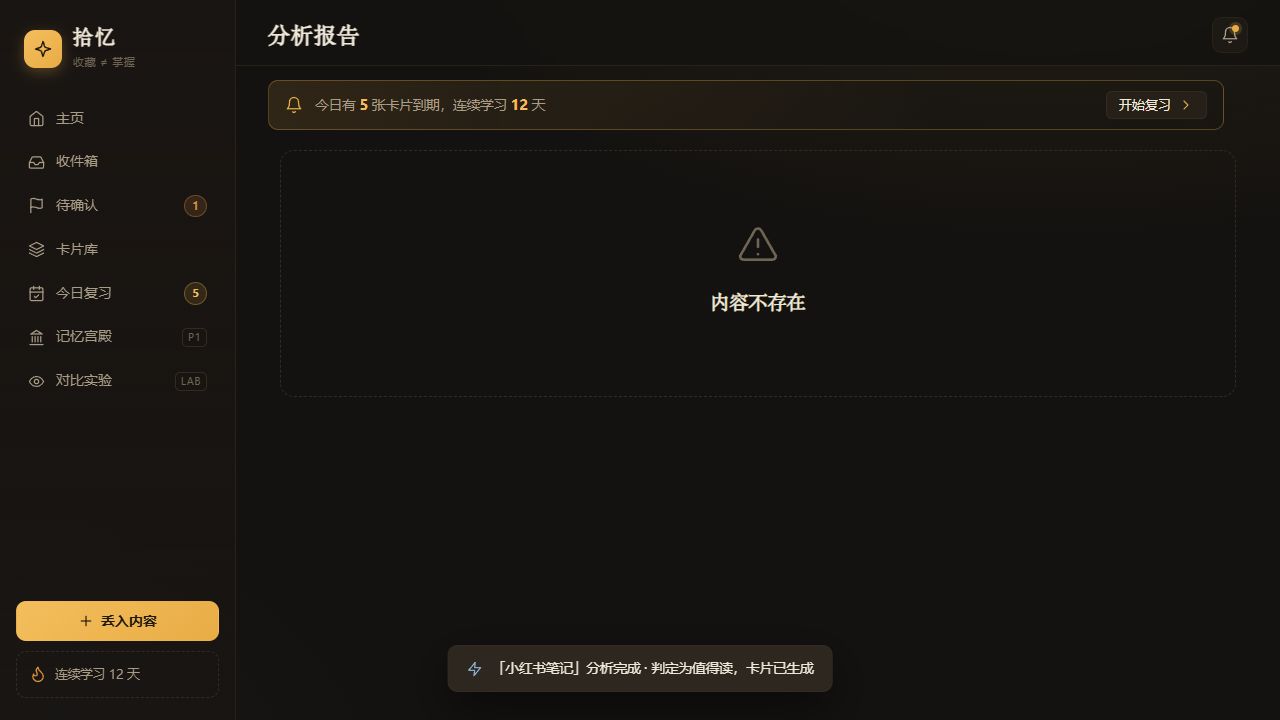 拾忆
收藏 ≠ 掌握
主页
收件箱
待确认 1
卡片库
今日复习 5
记忆宫殿 P1
对比实验 LAB
丢入内容
连续学习 12 天
分析报告
今日有 5 张卡片到期，连续学习 12 天
开始复习
内容不存在
「小红书笔记」分析完成 · 判定为值得读，卡片已生成